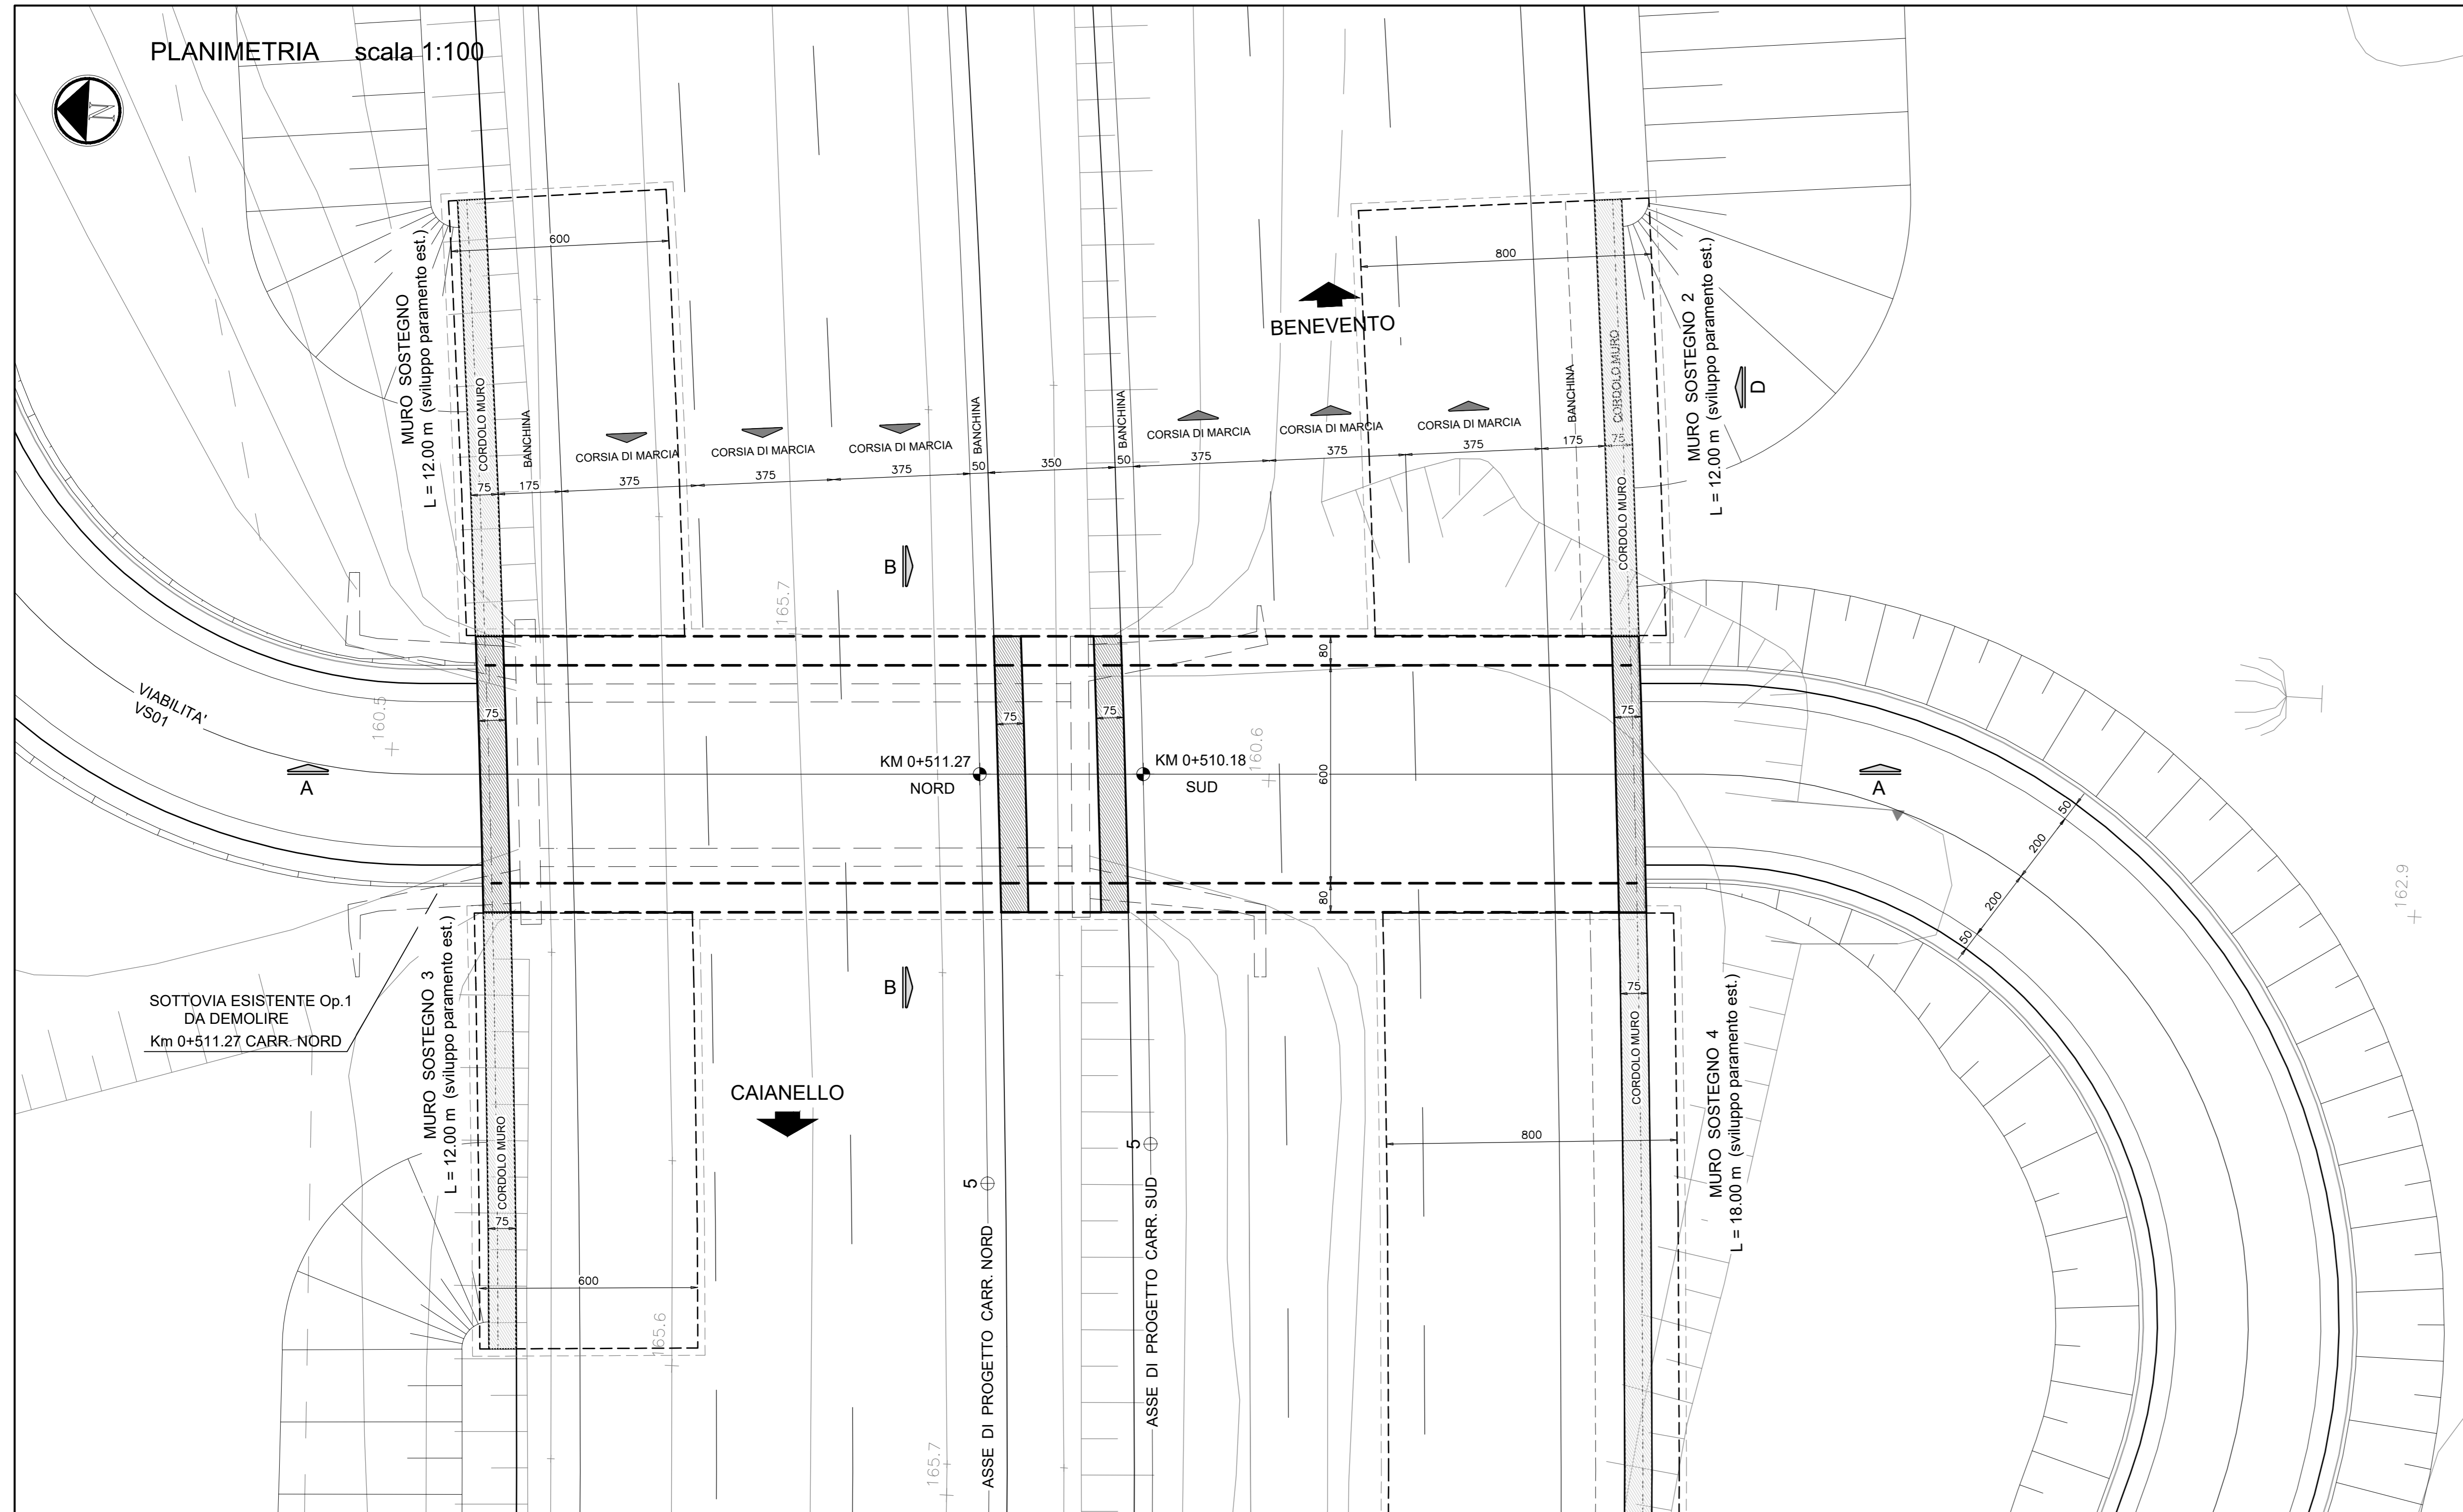 PLANIMETRIA scala 1:100
N
MURO SOSTEGNO
L = 12.00 m (sviluppo paramento est.)
CORDOLO MURO
BANCHINA
600
CORSIA DI MARCIA
CORSIA DI MARCIA
CORSIA DI MARCIA
BANCHINA
BANCHINA
BENEVENTO
CORSIA DI MARCIA
CORSIA DI MARCIA
CORSIA DI MARCIA
BANCHINA
800
CORDOLO MURO
CORDOLO MURO
MURO SOSTEGNO 2
L = 12.00 m (sviluppo paramento est.)
D
75
175
375
375
375
50
350
50
375
375
375
175
75
B
165.7
80
VIABILITA'
VS01
160.5
75
75
75
75
A
KM 0+511.27
NORD
KM 0+510.18
SUD
160.6
600
A
50
200
200
50
80
162.9
B
SOTTOVIA ESISTENTE Op.1
DA DEMOLIRE
Km 0+511.27 CARR. NORD
MURO SOSTEGNO 3
L = 12.00 m (sviluppo paramento est.)
CORDOLO MURO
75
600
CAIANELLO
5
5
ASSE DI PROGETTO CARR. NORD
ASSE DI PROGETTO CARR. SUD
800
75
CORDOLO MURO
MURO SOSTEGNO 4
L = 18.00 m (sviluppo paramento est.)
165.6
165.7